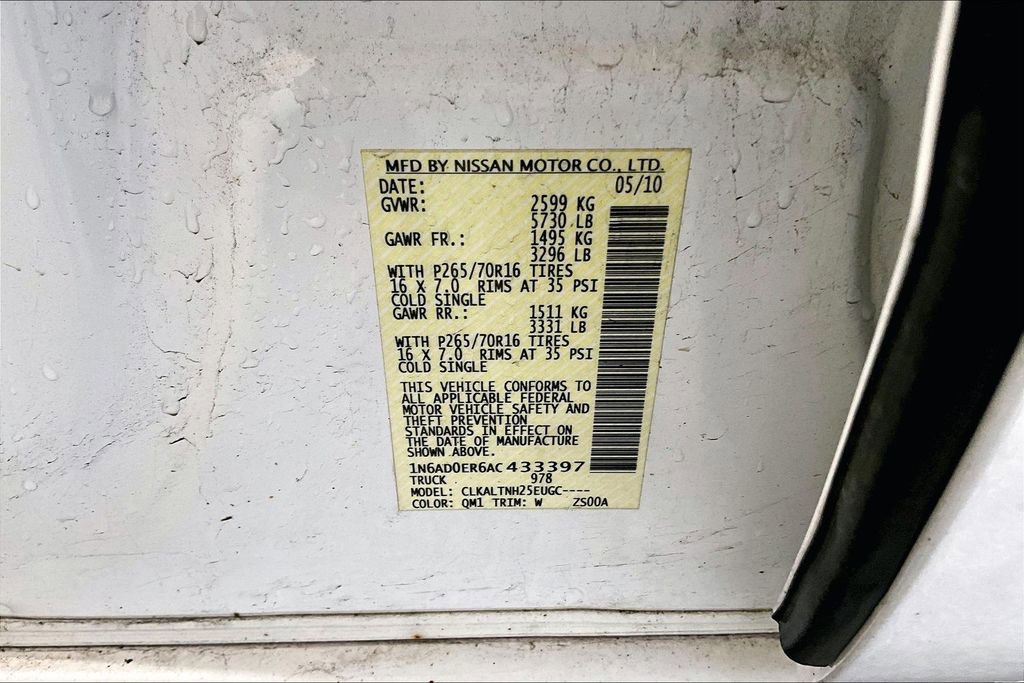 MFD BY NISSAN MOTOR CO., LTD.
DATE: 05/10
GVWR: 2599 KG
5730 LB
GAWR FR.: 1495 KG
3296 LB
WITH P265/70R16 TIRES
16 X 7.0 RIMS AT 35 PSI
COLD SINGLE
GAWR RR.: 1511 KG
3331 LB
WITH P265/70R16 TIRES
16 X 7.0 RIMS AT 35 PSI
COLD SINGLE
THIS VEHICLE CONFORMS TO
ALL APPLICABLE FEDERAL
MOTOR VEHICLE SAFETY AND
THEFT PREVENTION
STANDARDS IN EFFECT ON
THE DATE OF MANUFACTURE
SHOWN ABOVE.
1N6AD0ER6AC433397
TRUCK 978
MODEL: CLKALTNH25EUGC----
COLOR: QM1 TRIM: W ZS00A